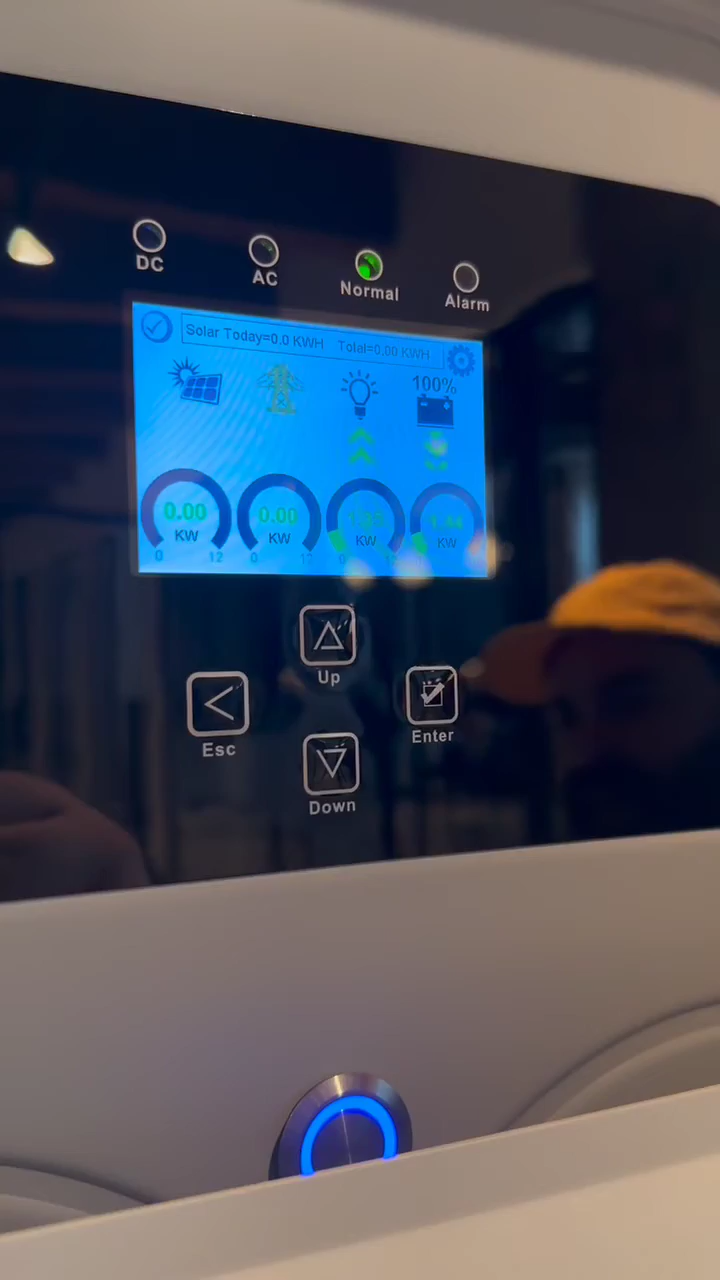 DC
AC
Normal
Alarm
Solar Today=0.0 KWH Total=0.00 KWH
100%
0.00
0.00
KW
KW
KW
KW
0 12
0 12
0
Up
Esc
Enter
Down